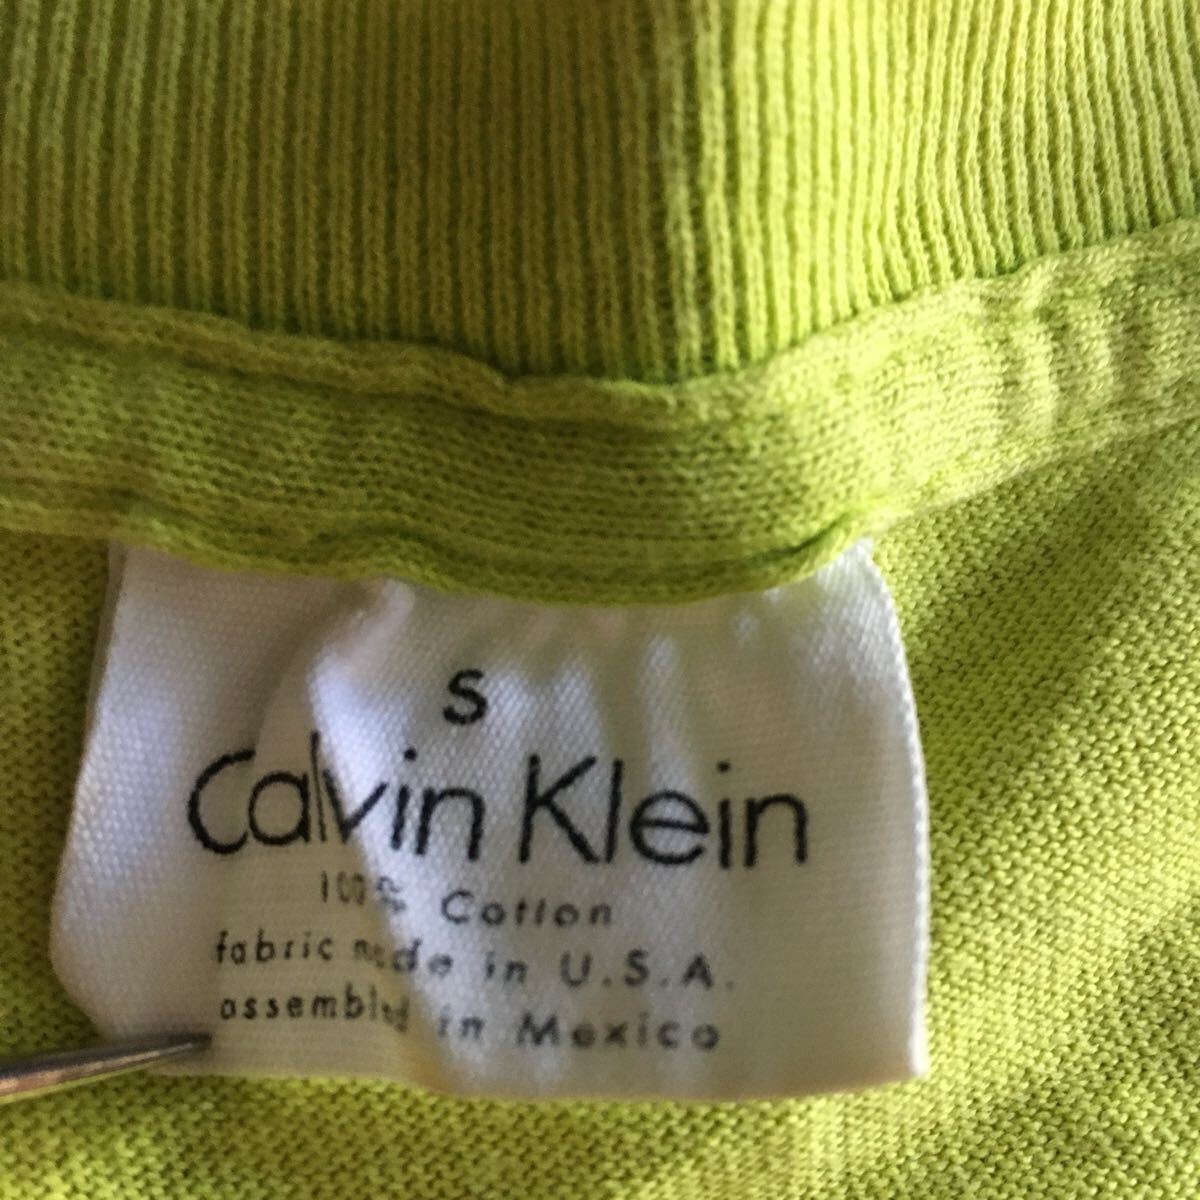 S
Calvin Klein
100% Cotton
fabric made in U.S.A.
assembled in Mexico